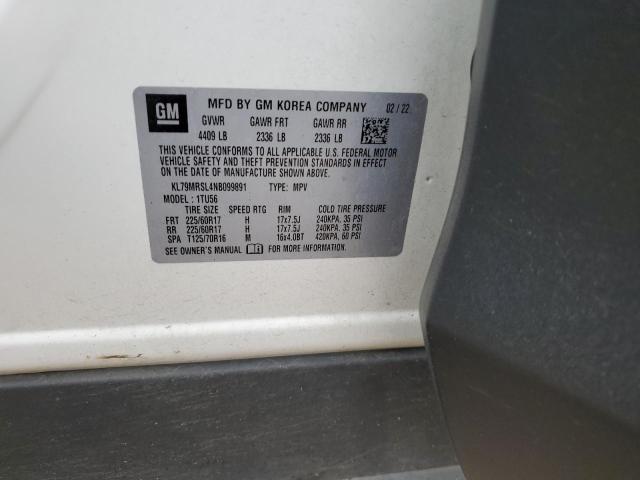 GM
MFD BY GM KOREA COMPANY 02 / 22
GVWR GAWR FRT GAWR RR
4409 LB 2336 LB 2336 LB
THIS VEHICLE CONFORMS TO ALL APPLICABLE U.S. FEDERAL MOTOR
VEHICLE SAFETY AND THEFT PREVENTION STANDARDS IN EFFECT
ON THE DATE OF MANUFACTURE SHOWN ABOVE.
KL79MRSL4NB099891 TYPE: MPV
MODEL : 1TU56
TIRE SIZE SPEED RTG RIM COLD TIRE PRESSURE
FRT 225/60R17 H 17x7.5J 240KPA, 35 PSI
RR 225/60R17 H 17x7.5J 240KPA, 35 PSI
SPA T125/70R16 M 16x4.0BT 420KPA, 60 PSI
SEE OWNER'S MANUAL FOR MORE INFORMATION.